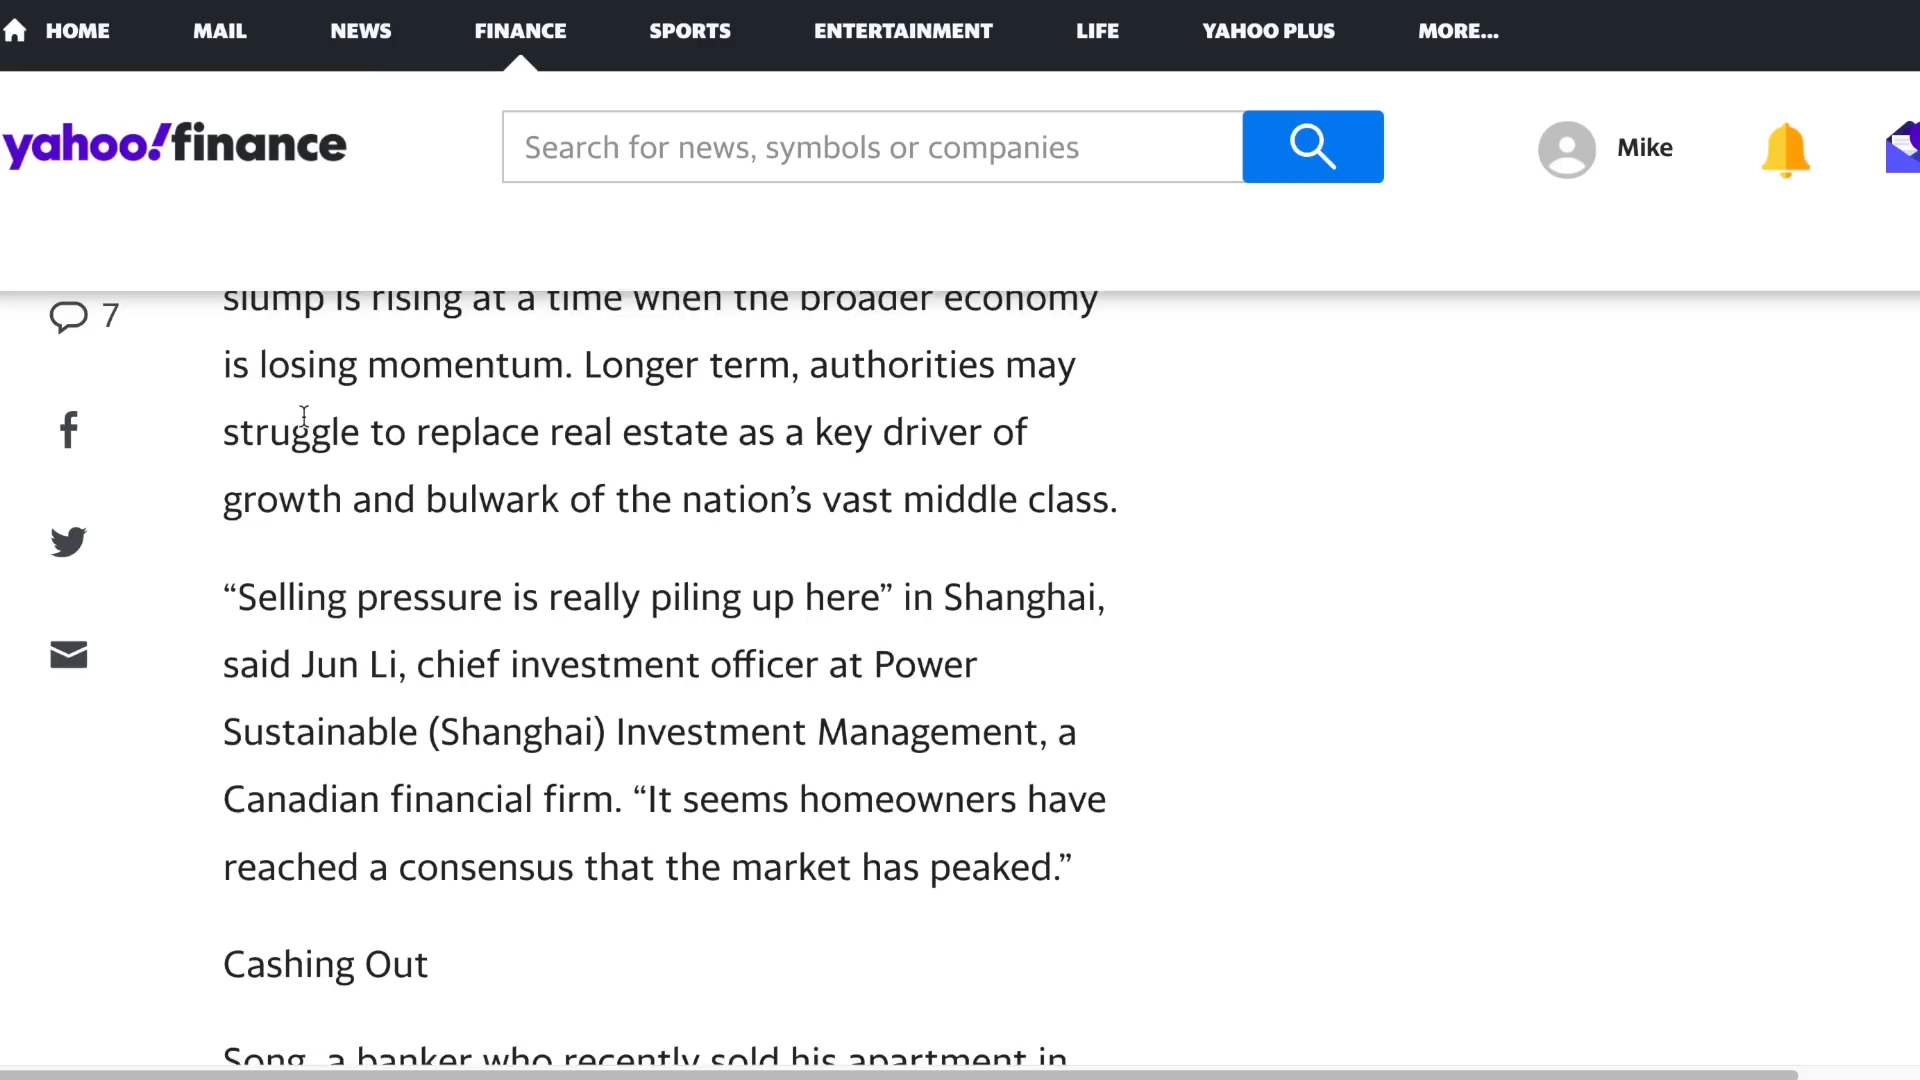 HOME MAIL NEWS FINANCE SPORTS ENTERTAINMENT LIFE YAHOO PLUS MORE...
yahoo!finance
Search for news, symbols or companies
Mike
7
slump is rising at a time when the broader economy
is losing momentum. Longer term, authorities may
struggle to replace real estate as a key driver of
growth and bulwark of the nation’s vast middle class.
“Selling pressure is really piling up here” in Shanghai,
said Jun Li, chief investment officer at Power
Sustainable (Shanghai) Investment Management, a
Canadian financial firm. “It seems homeowners have
reached a consensus that the market has peaked.”
Cashing Out
Song, a banker who recently sold his apartment in